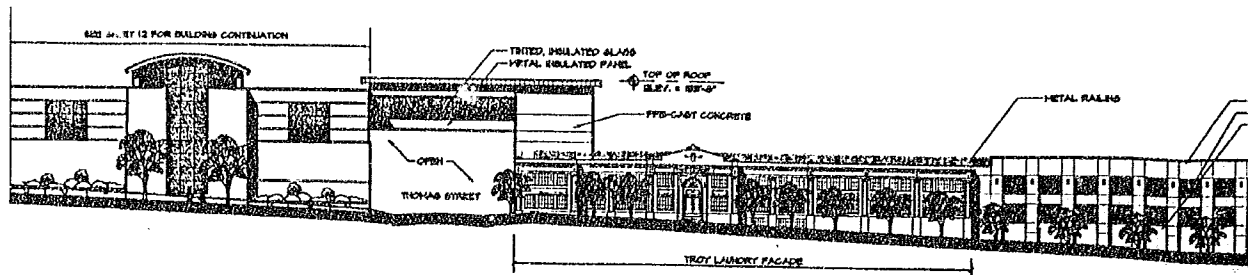 FOR BUILDING CONTINUATION
TINTED, INSULATED GLASS
METAL INSULATED PANEL
TOP OF ROOF
PRE-CAST CONCRETE
METAL RAILING
OPEN
THOMAS STREET
TROY LAUNDRY FACADE